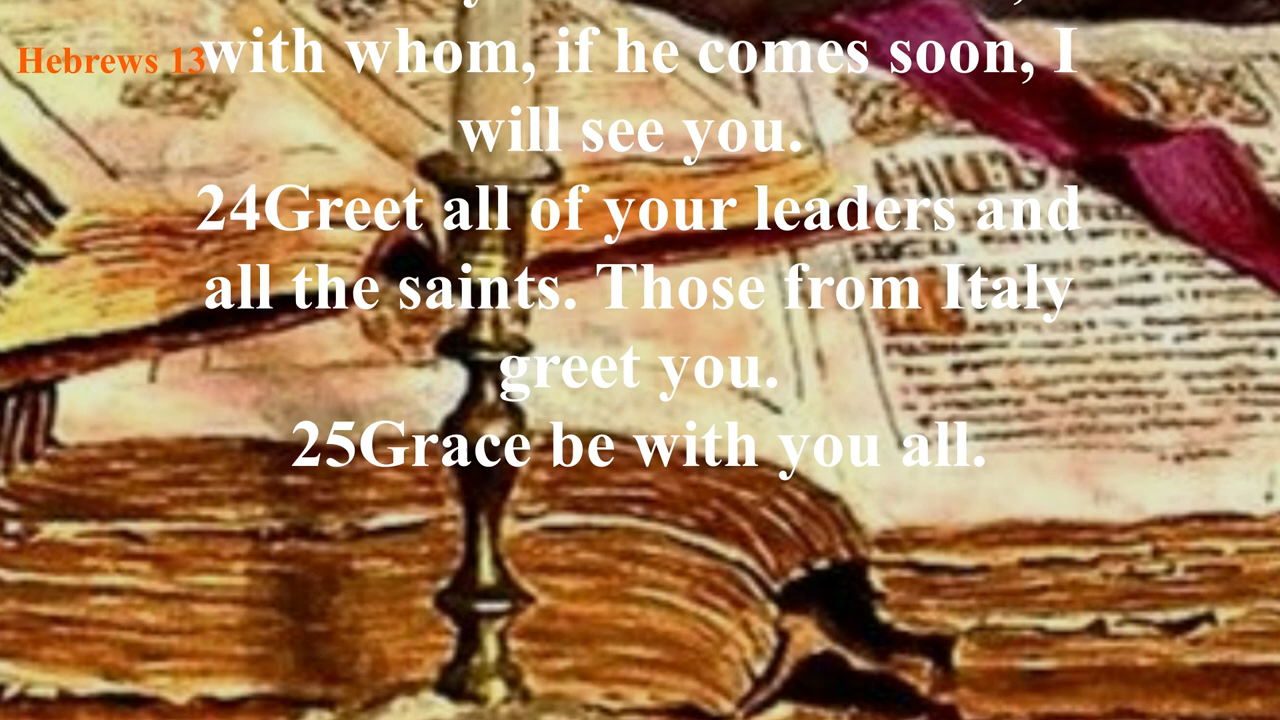 Hebrews 13
with whom, if he comes soon, I
will see you.
24Greet all of your leaders and
all the saints. Those from Italy
greet you.
25Grace be with you all.